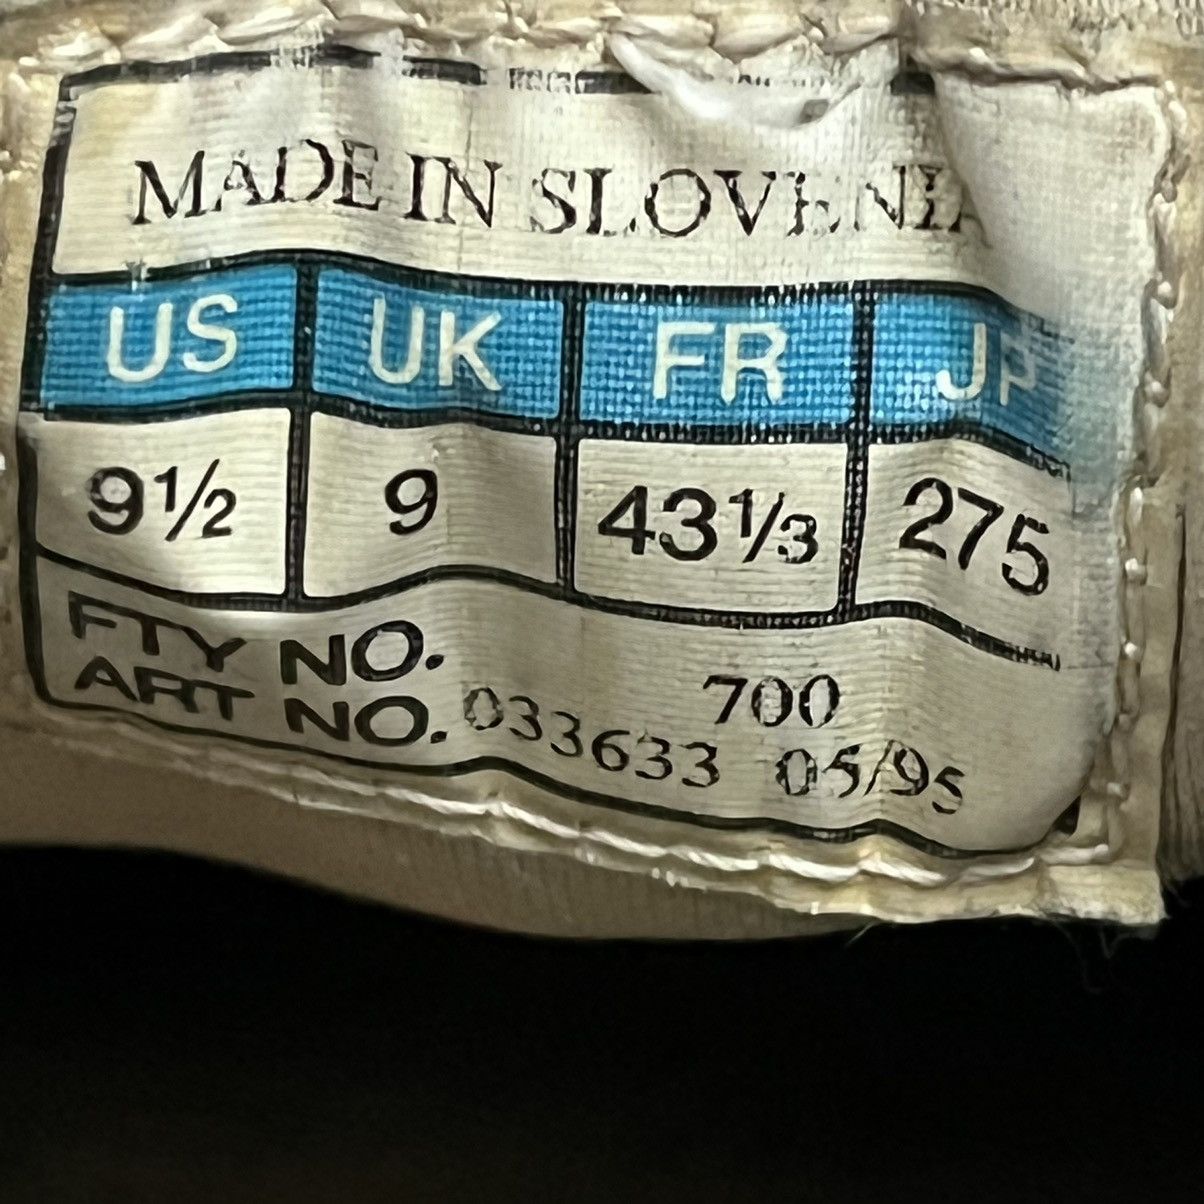 MADE IN SLOVENIA
US UK FR JP
9½ 9 43⅓ 275
FTY NO. 700
ART NO. 033633 05/95